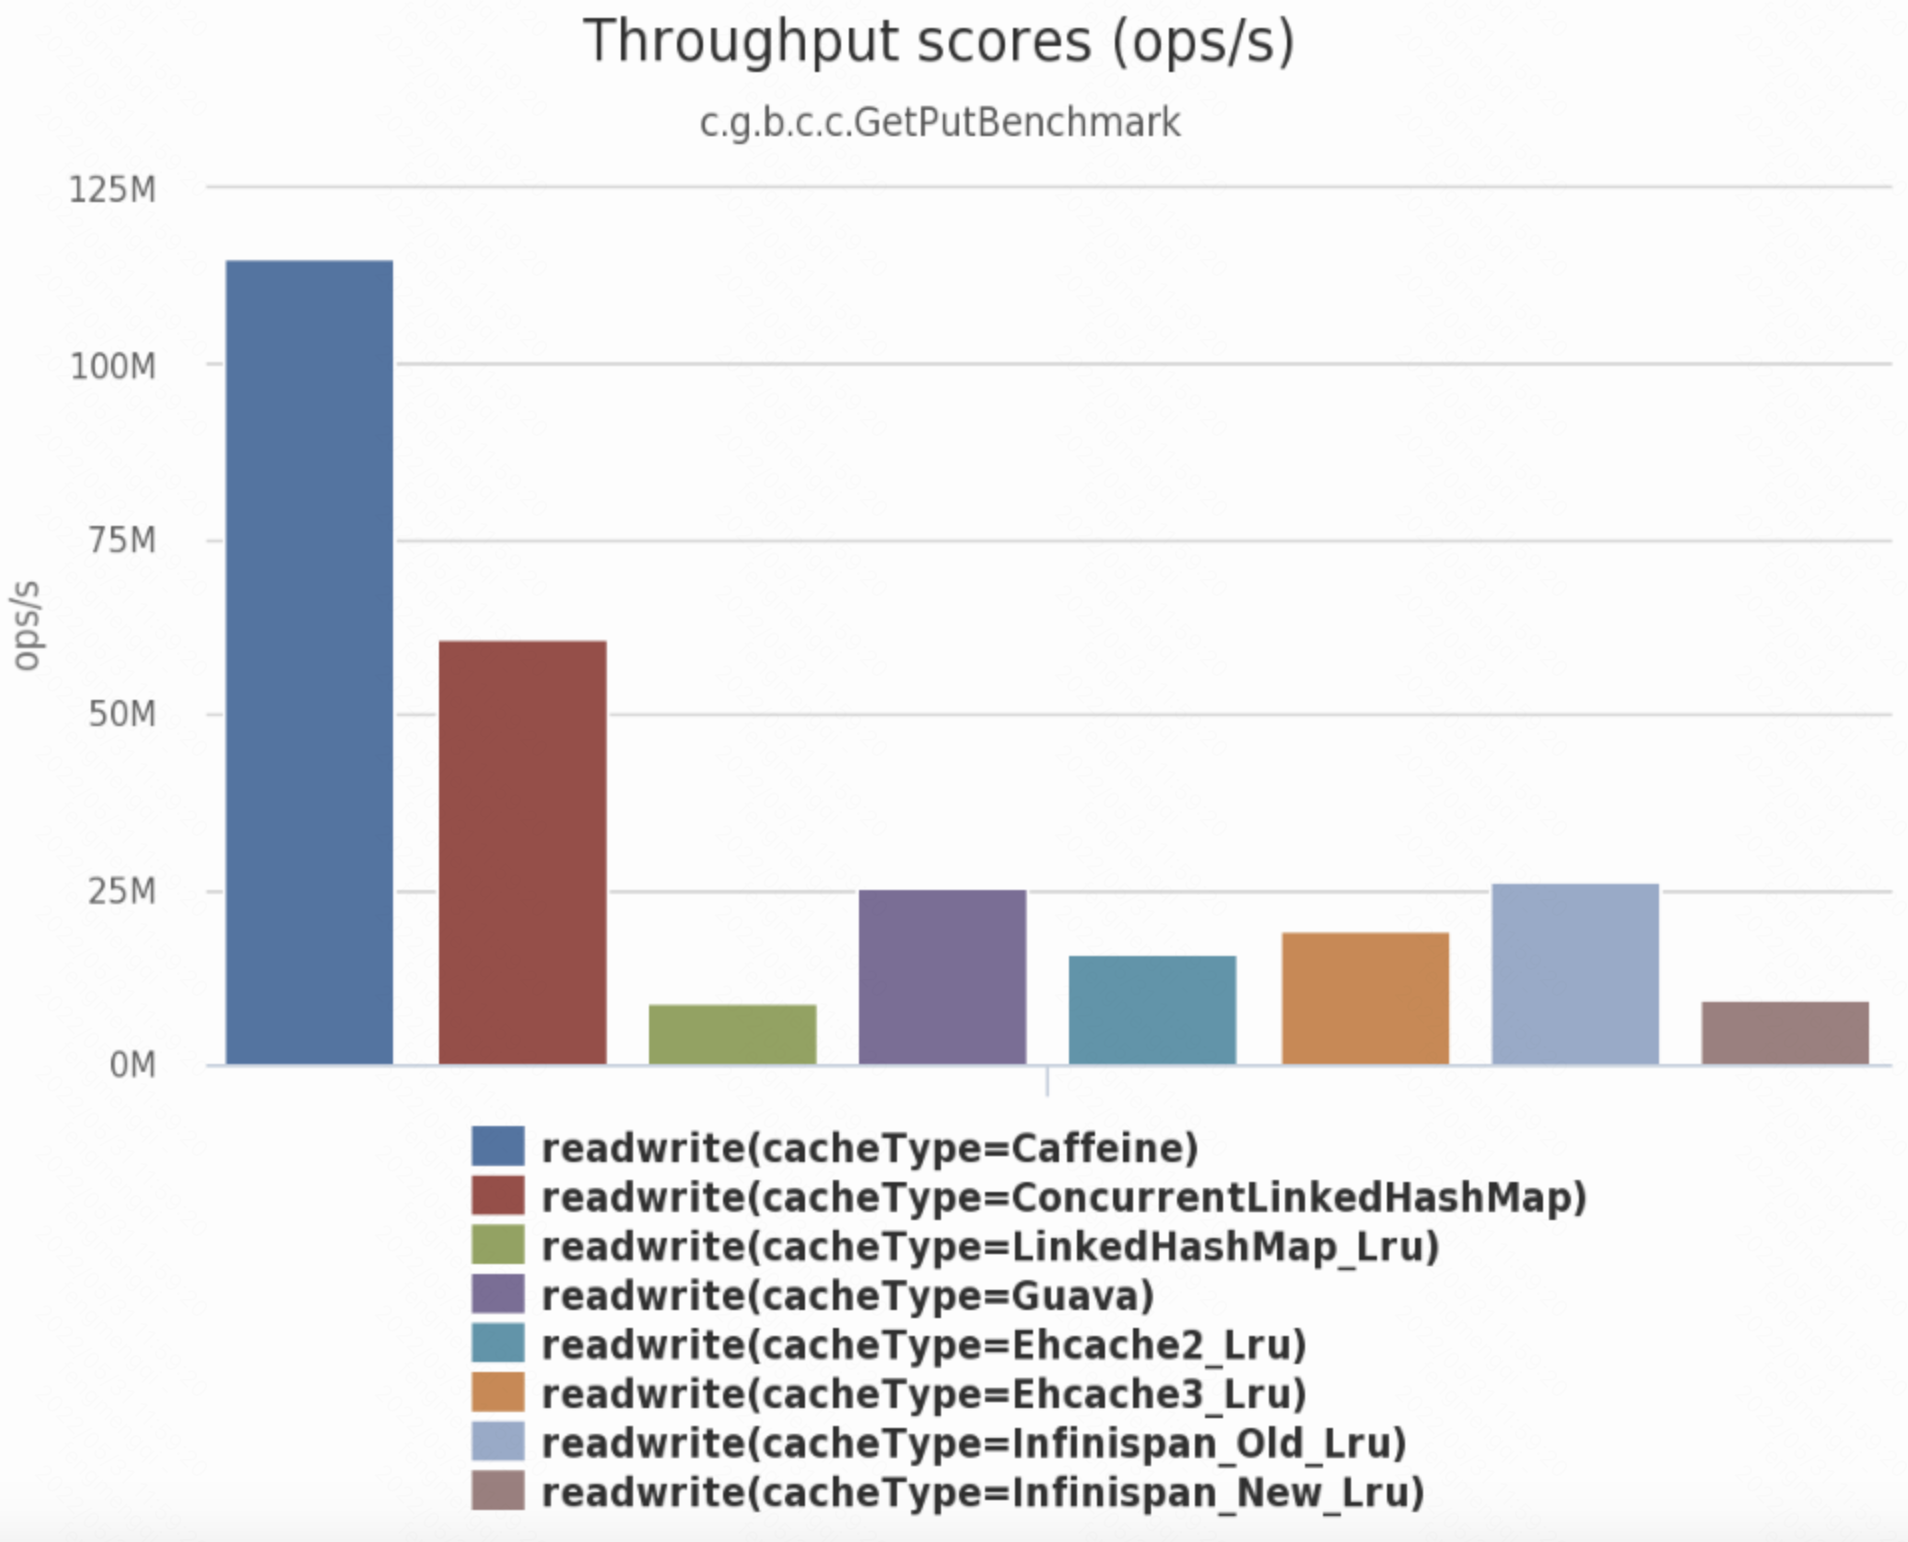 Throughput scores (ops/s)
c.g.b.c.c.GetPutBenchmark
125M
100M
75M
50M
25M
0M
ops/s
readwrite(cacheType=Caffeine)
readwrite(cacheType=ConcurrentLinkedHashMap)
readwrite(cacheType=LinkedHashMap_Lru)
readwrite(cacheType=Guava)
readwrite(cacheType=Ehcache2_Lru)
readwrite(cacheType=Ehcache3_Lru)
readwrite(cacheType=Infinispan_Old_Lru)
readwrite(cacheType=Infinispan_New_Lru)